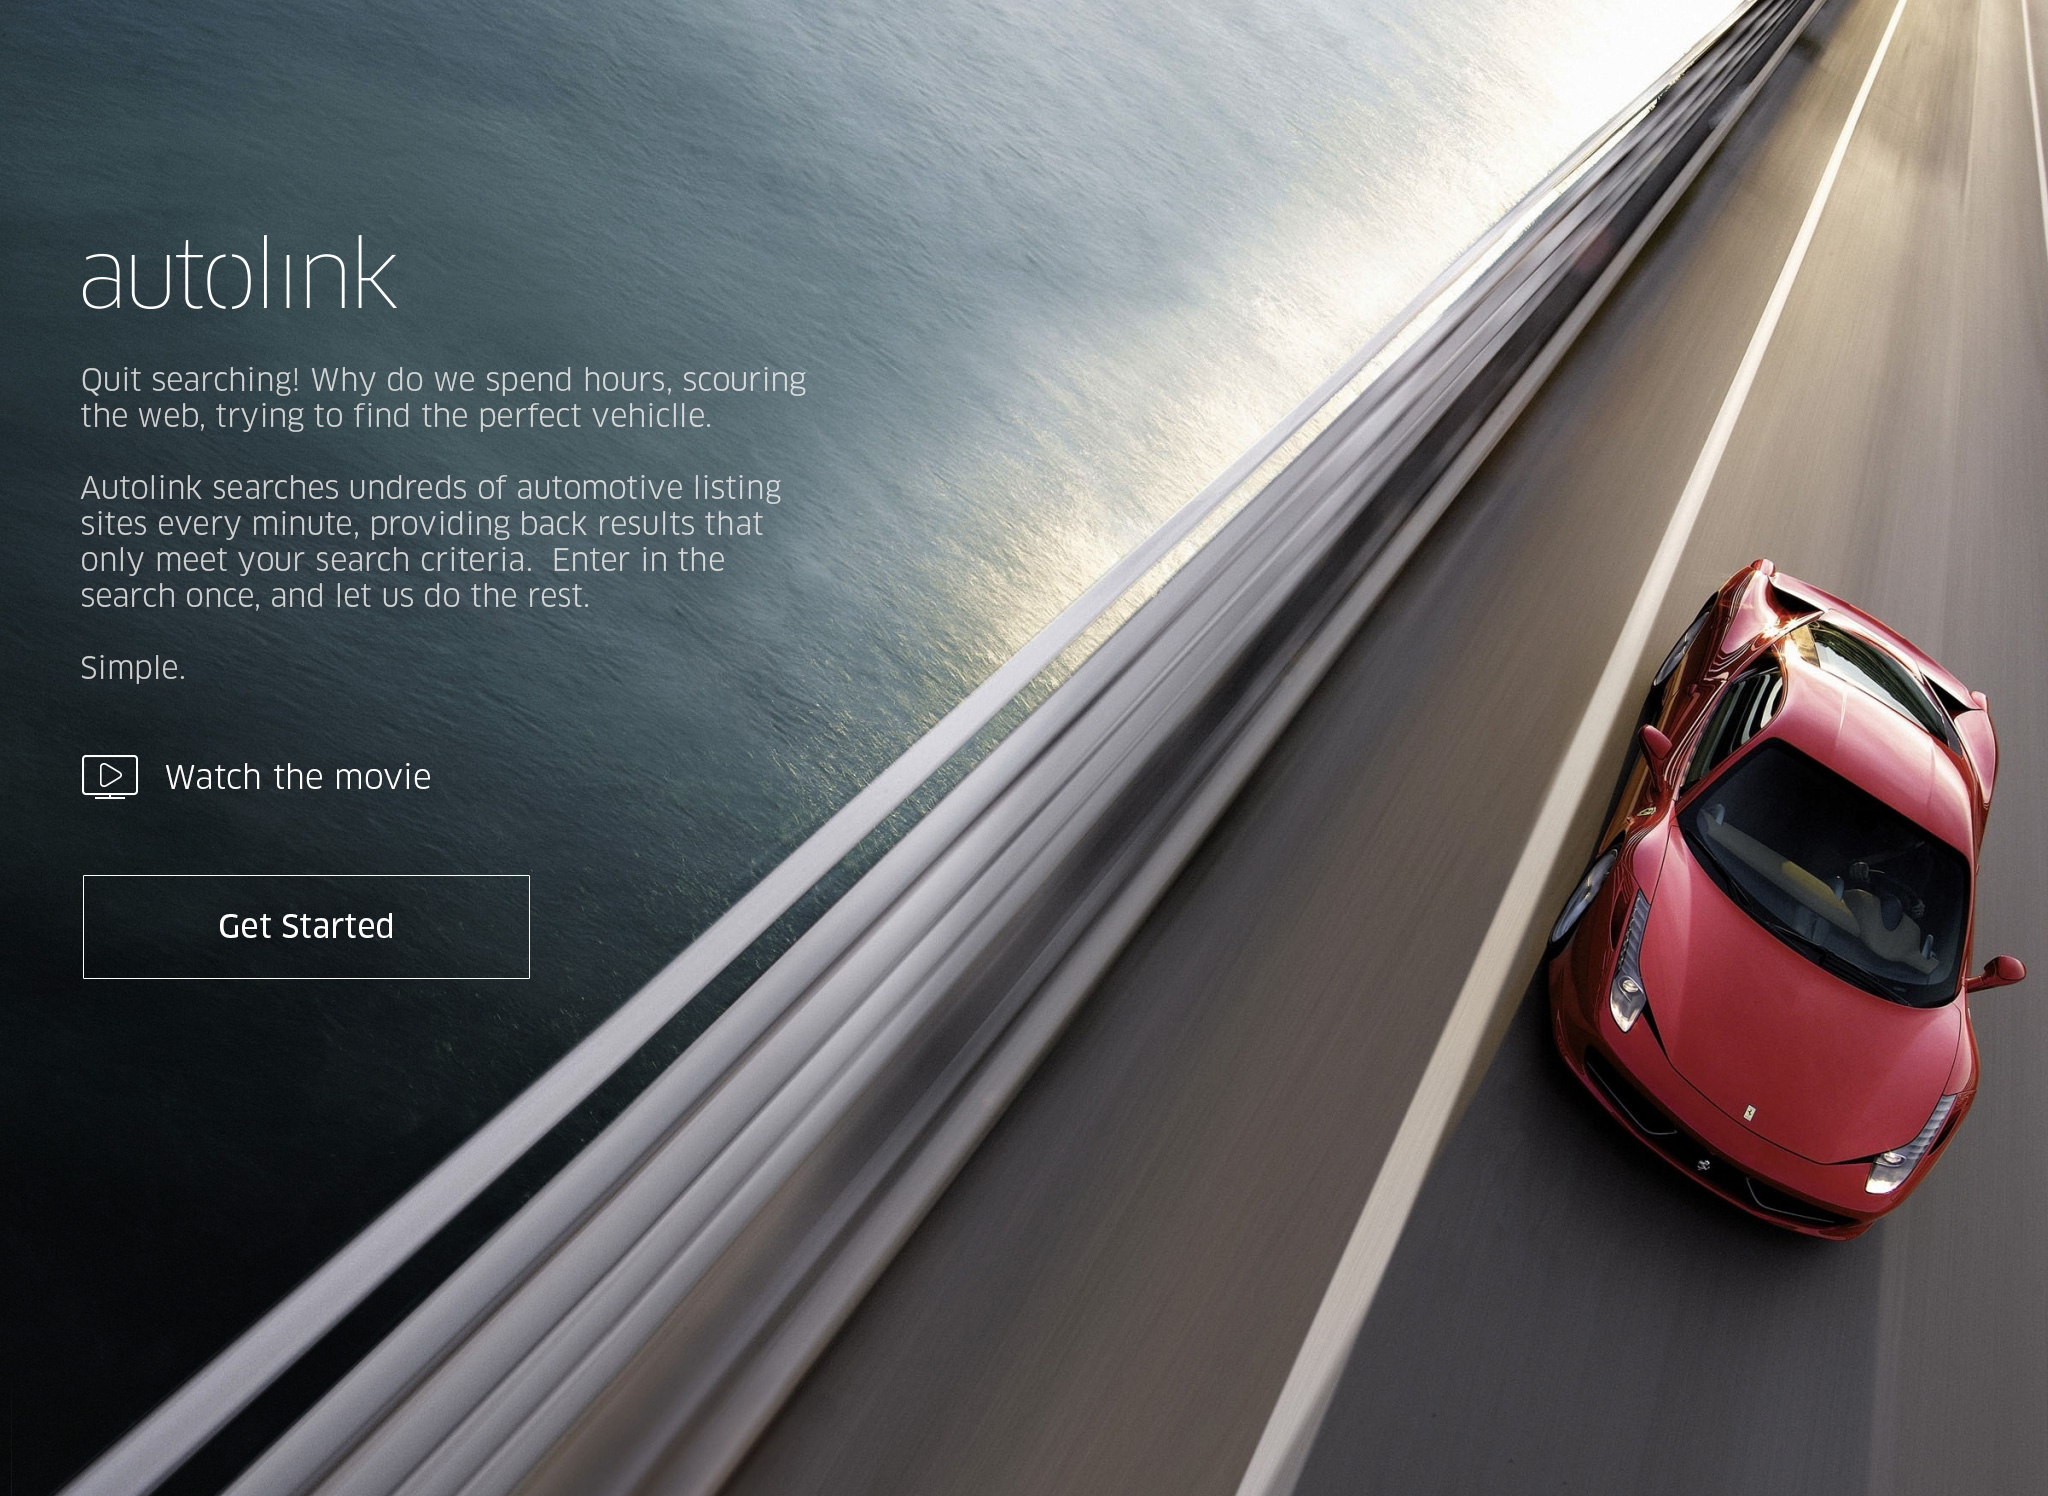 autolink
Quit searching! Why do we spend hours, scouring
the web, trying to find the perfect vehiclle.
Autolink searches undreds of automotive listing
sites every minute, providing back results that
only meet your search criteria.  Enter in the
search once, and let us do the rest.
Simple.
Watch the movie
Get Started